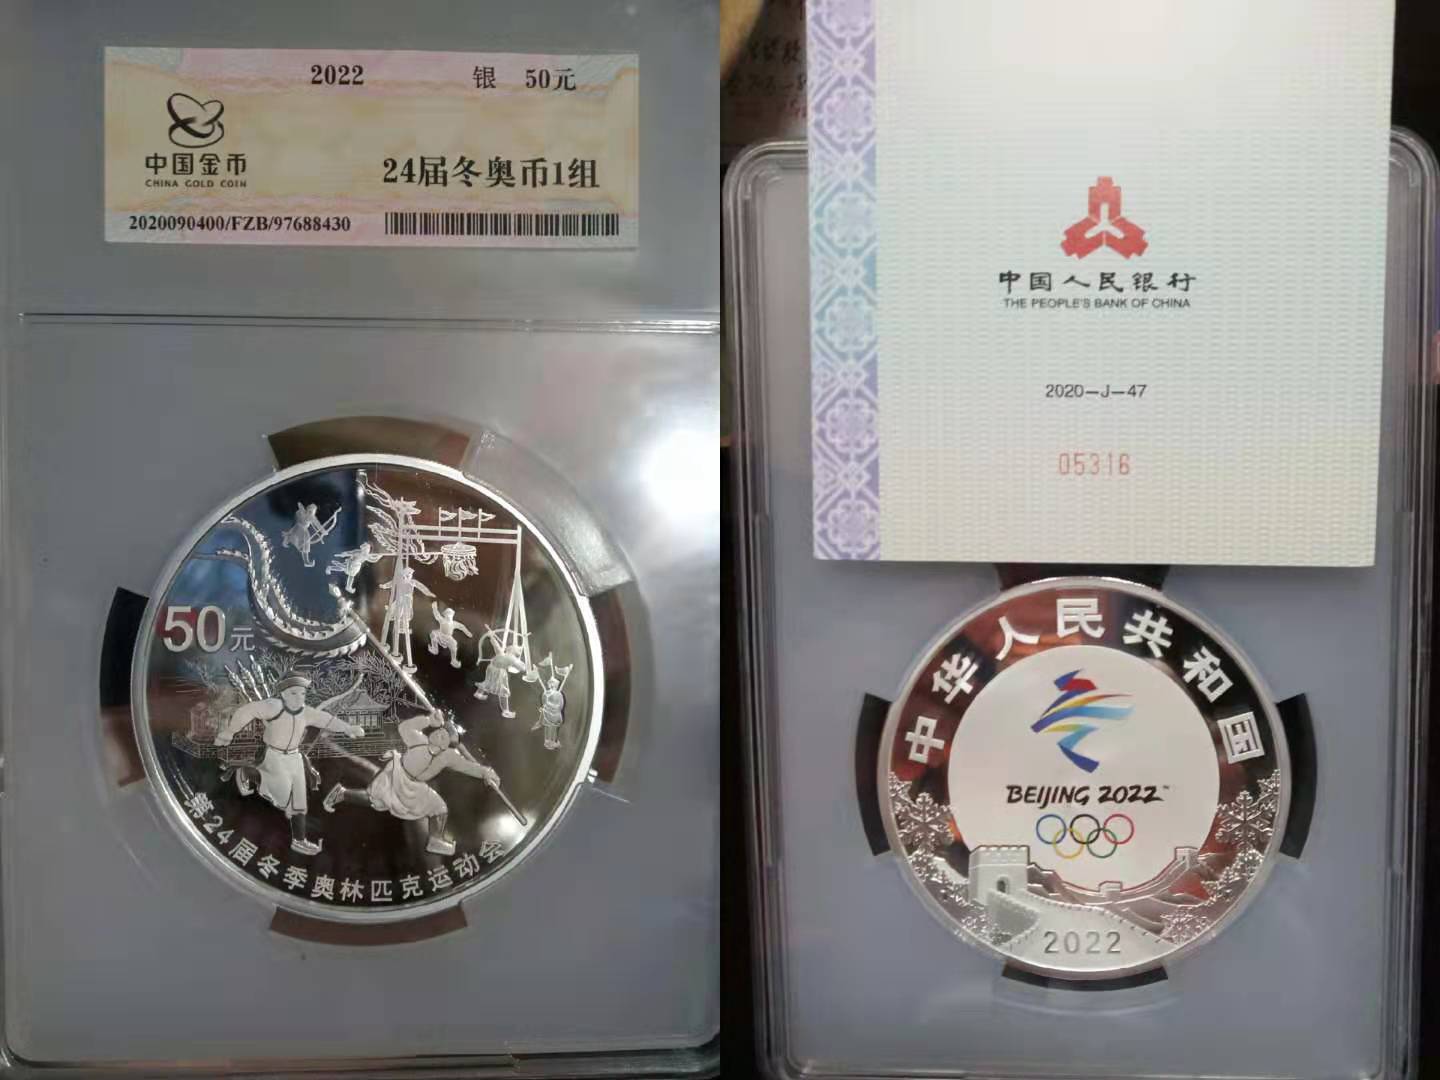 2022 银 50元
中国金币
CHINA GOLD COIN
24届冬奥币1组
2020090400/FZB/97688430
50元
第24届冬季奥林匹克运动会
中国人民银行
THE PEOPLE'S BANK OF CHINA
2020-J-47
05316
中华人民共和国
BEIJING 2022™
2022